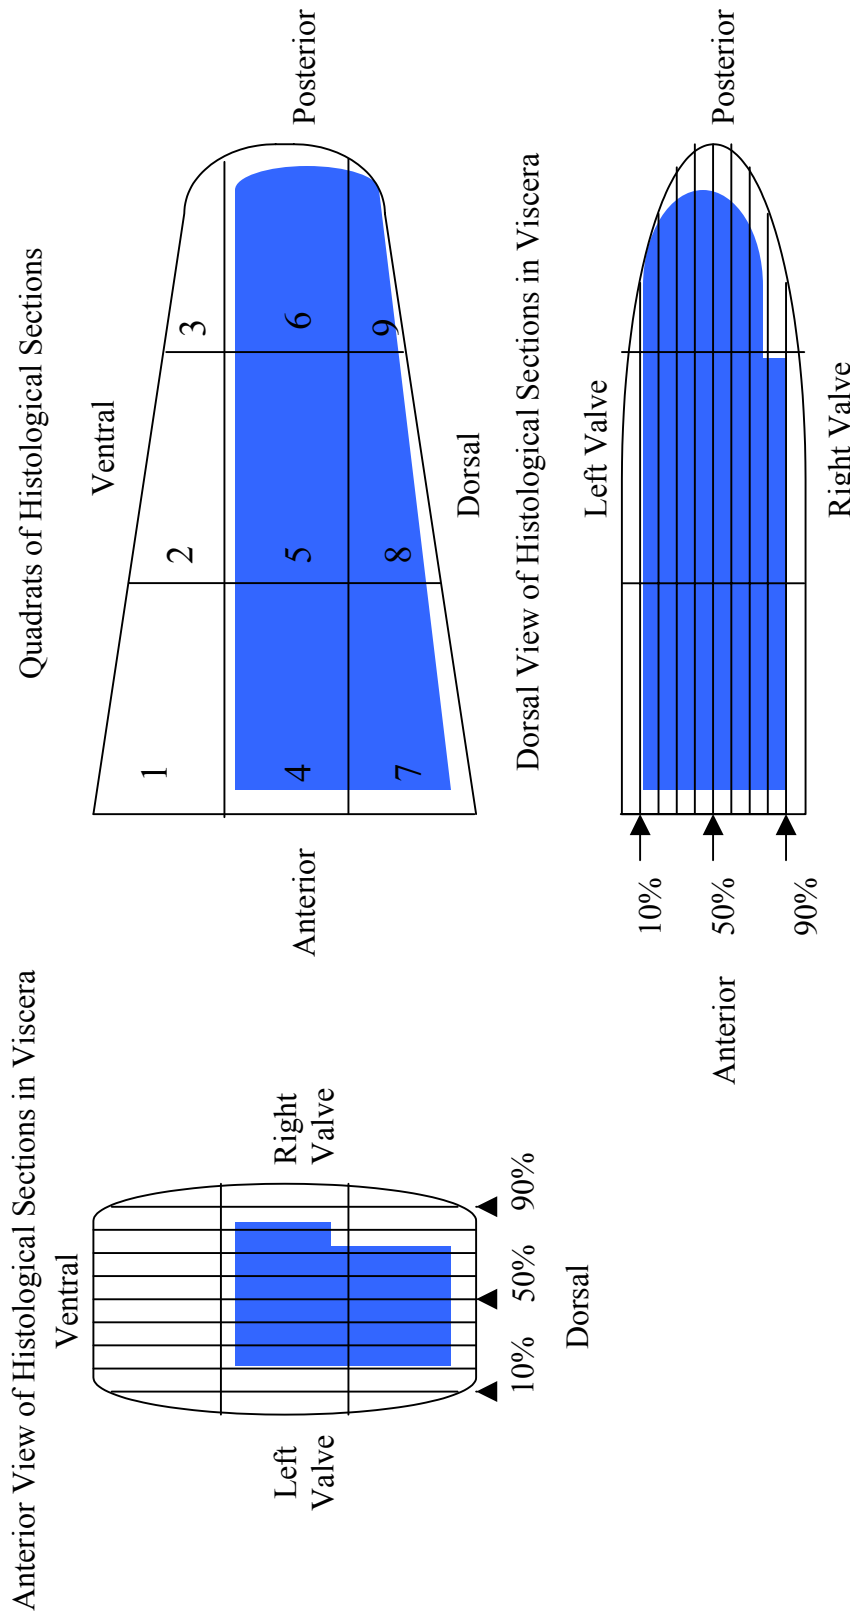 Anterior View of Histological Sections in Viscera
Ventral
Left
Valve
Right
Valve
10%
50%
90%
Dorsal
Quadrats of Histological Sections
Ventral
1
2
3
4
5
6
7
8
9
Anterior
Posterior
Dorsal
Dorsal View of Histological Sections in Viscera
Left Valve
10%
50%
90%
Anterior
Posterior
Right Valve